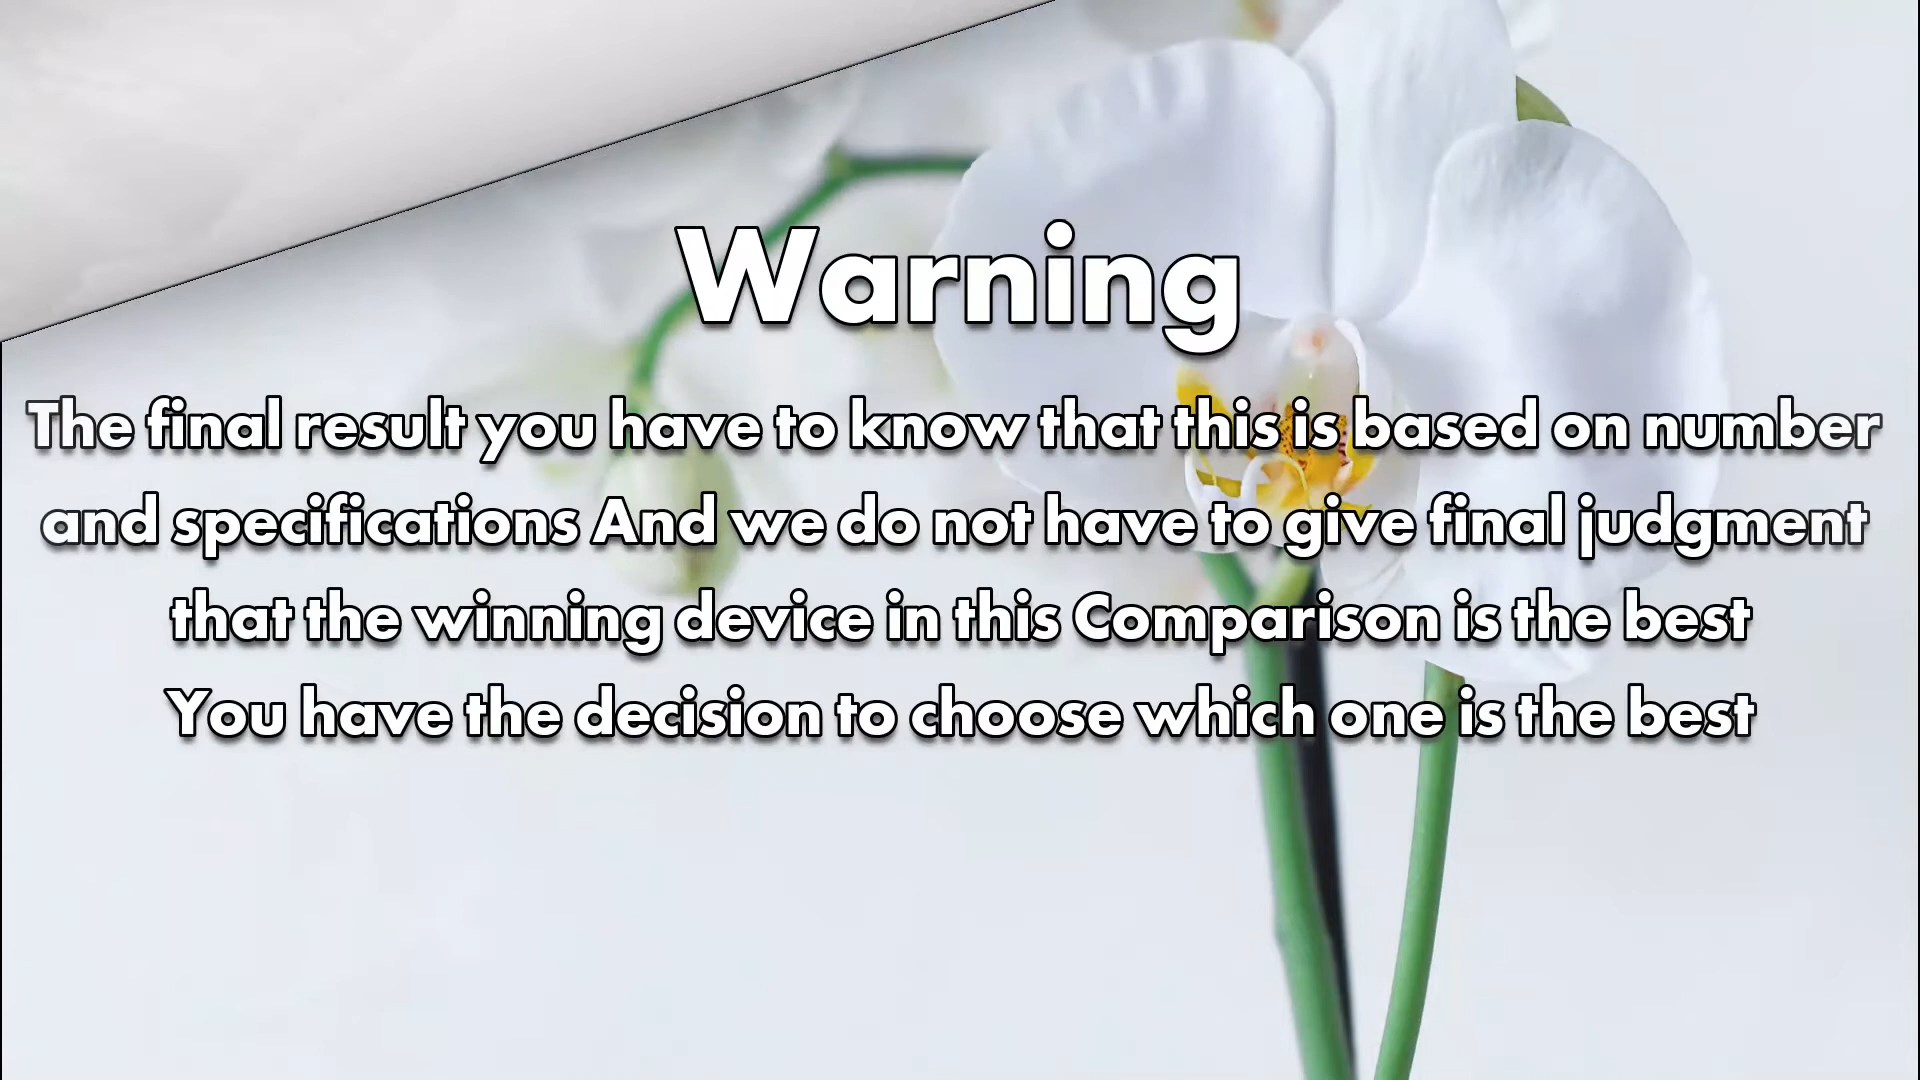 Warning
The final result you have to know that this is based on number
and specifications And we do not have to give final judgment
that the winning device in this Comparison is the best
You have the decision to choose which one is the best